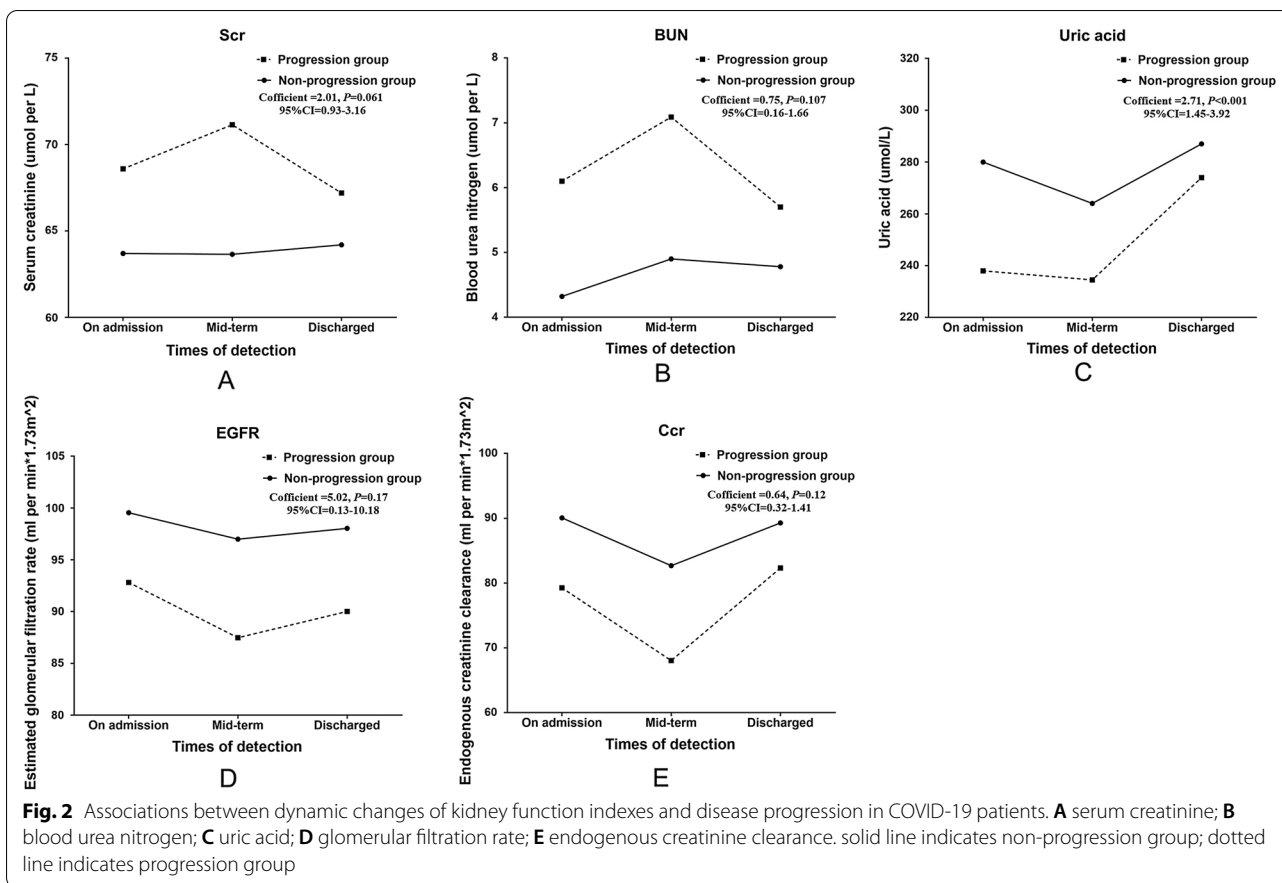 Scr
Progression group
Non-progression group
Cofficient =2.01, P=0.061
95%CI=0.93-3.16
Serum creatinine (umol per L)
75
70
65
60
On admission
Mid-term
Discharged
Times of detection
A
BUN
Progression group
Non-progression group
Cofficient =0.75, P=0.107
95%CI=0.16-1.66
Blood urea nitrogen (umol per L)
8
7
6
5
4
On admission
Mid-term
Discharged
Times of detection
B
Uric acid
Progression group
Non-progression group
Cofficient =2.71, P<0.001
95%CI=1.45-3.92
Uric acid (umol/L)
320
300
280
260
240
220
On admission
Mid-term
Discharged
Times of detection
C
EGFR
Progression group
Non-progression group
Cofficient =5.02, P=0.17
95%CI=0.13-10.18
Estimated glomerular filtration rate (ml per min*1.73m^2)
105
100
95
90
85
80
On admission
Mid-term
Discharged
Times of detection
D
Ccr
Progression group
Non-progression group
Cofficient =0.64, P=0.12
95%CI=0.32-1.41
Endogenous creatinine clearance (ml per min*1.73m^2)
100
90
80
70
60
On admission
Mid-term
Discharged
Times of detection
E
Fig. 2 Associations between dynamic changes of kidney function indexes and disease progression in COVID-19 patients. A serum creatinine; B
blood urea nitrogen; C uric acid; D glomerular filtration rate; E endogenous creatinine clearance. solid line indicates non-progression group; dotted
line indicates progression group